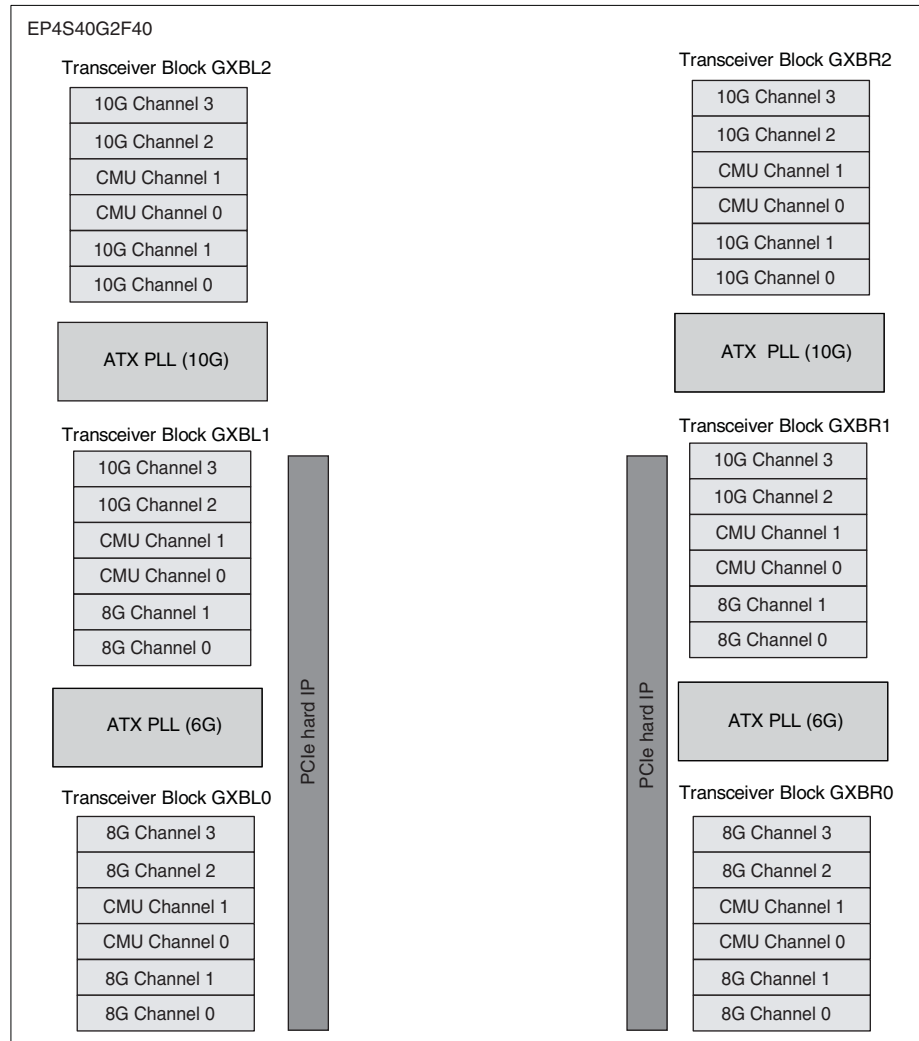 EP4S40G2F40
Transceiver Block GXBL2
10G Channel 3
10G Channel 2
CMU Channel 1
CMU Channel 0
10G Channel 1
10G Channel 0
ATX PLL (10G)
Transceiver Block GXBL1
10G Channel 3
10G Channel 2
CMU Channel 1
CMU Channel 0
8G Channel 1
8G Channel 0
ATX PLL (6G)
Transceiver Block GXBL0
8G Channel 3
8G Channel 2
CMU Channel 1
CMU Channel 0
8G Channel 1
8G Channel 0
PCIe hard IP
PCIe hard IP
Transceiver Block GXBR2
10G Channel 3
10G Channel 2
CMU Channel 1
CMU Channel 0
10G Channel 1
10G Channel 0
ATX PLL (10G)
Transceiver Block GXBR1
10G Channel 3
10G Channel 2
CMU Channel 1
CMU Channel 0
8G Channel 1
8G Channel 0
ATX PLL (6G)
Transceiver Block GXBR0
8G Channel 3
8G Channel 2
CMU Channel 1
CMU Channel 0
8G Channel 1
8G Channel 0